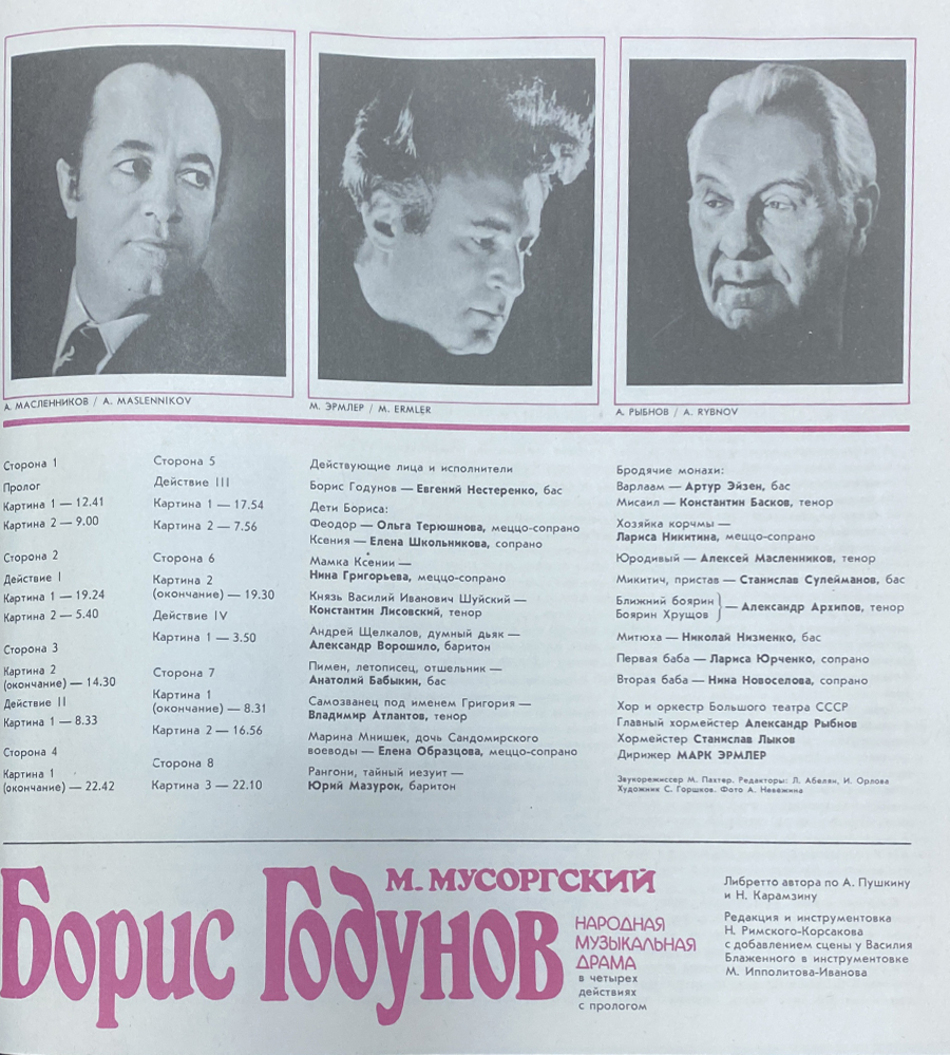 А. МАСЛЕННИКОВ / A. MASLENNIKOV
М. ЭРМЛЕР / M. ERMLER
А. РЫБНОВ / A. RYBNOV
Сторона 1
Пролог
Картина 1 — 12.41
Картина 2 — 9.00
Сторона 2
Действие I
Картина 1 — 19.24
Картина 2 — 5.40
Сторона 3
Картина 2
(окончание) — 14.30
Действие II
Картина 1 — 8.33
Сторона 4
Картина 1
(окончание) — 22.42
Сторона 5
Действие III
Картина 1 — 17.54
Картина 2 — 7.56
Сторона 6
Картина 2
(окончание) — 19.30
Действие IV
Картина 1 — 3.50
Сторона 7
Картина 1
(окончание) — 8.31
Картина 2 — 16.56
Сторона 8
Картина 3 — 22.10
Действующие лица и исполнители
Борис Годунов — Евгений Нестеренко, бас
Дети Бориса:
Феодор — Ольга Терюшнова, меццо-сопрано
Ксения — Елена Школьникова, сопрано
Мамка Ксении —
Нина Григорьева, меццо-сопрано
Князь Василий Иванович Шуйский —
Константин Лисовский, тенор
Андрей Щелкалов, думный дьяк —
Александр Ворошило, баритон
Пимен, летописец, отшельник —
Анатолий Бабыкин, бас
Самозванец под именем Григория —
Владимир Атлантов, тенор
Марина Мнишек, дочь Сандомирского
воеводы — Елена Образцова, меццо-сопрано
Рангони, тайный иезуит —
Юрий Мазурок, баритон
Бродячие монахи:
Варлаам — Артур Эйзен, бас
Мисаил — Константин Басков, тенор
Хозяйка корчмы —
Лариса Никитина, меццо-сопрано
Юродивый — Алексей Масленников, тенор
Микитич, пристав — Станислав Сулейманов, бас
Ближний боярин
Боярин Хрущов } — Александр Архипов, тенор
Митюха — Николай Низиенко, бас
Первая баба — Лариса Юрченко, сопрано
Вторая баба — Нина Новоселова, сопрано
Хор и оркестр Большого театра СССР
Главный хормейстер Александр Рыбнов
Хормейстер Станислав Лыков
Дирижер МАРК ЭРМЛЕР
Звукорежиссер М. Пахтер. Редакторы: Л. Абелян, И. Орлова
Художник С. Горшков. Фото А. Невежина
М. МУСОРГСКИЙ
Борис Годунов
НАРОДНАЯ
МУЗЫКАЛЬНАЯ
ДРАМА
в четырех
действиях
с прологом
Либретто автора по А. Пушкину
и Н. Карамзину
Редакция и инструментовка
Н. Римского-Корсакова
с добавлением сцены у Василия
Блаженного в инструментовке
М. Ипполитова-Иванова